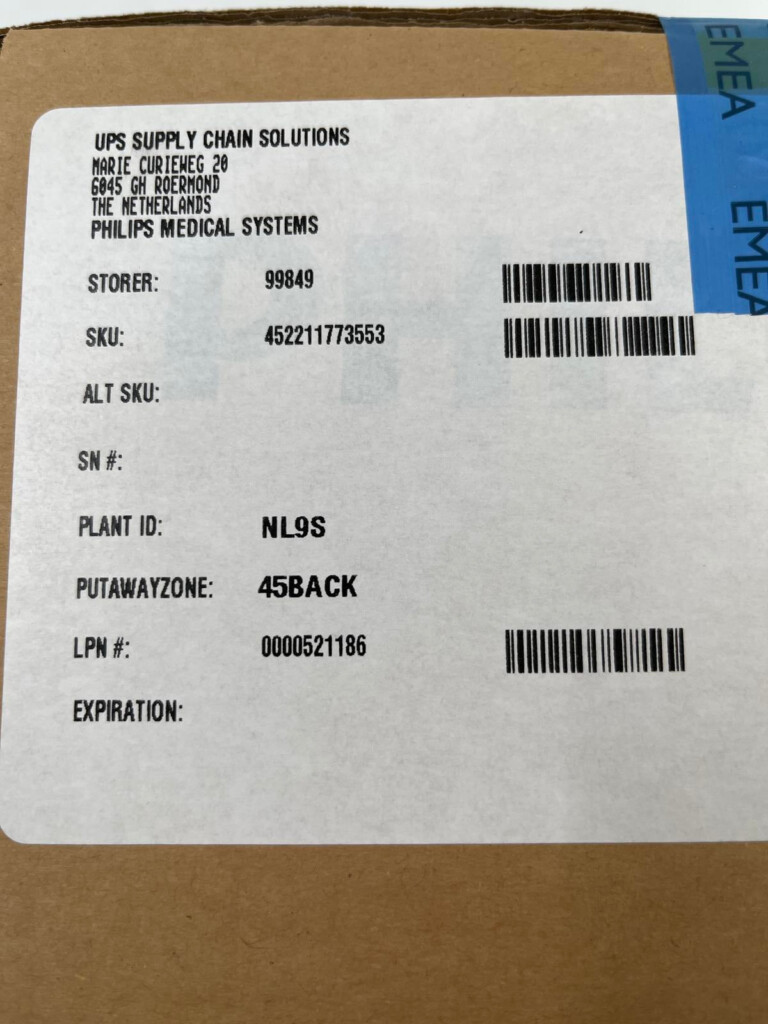 UPS SUPPLY CHAIN SOLUTIONS
MARIE CURIEWEG 20
6045 GH ROERMOND
THE NETHERLANDS
PHILIPS MEDICAL SYSTEMS
STORER: 99849
SKU: 452211773553
ALT SKU:
SN #:
PLANT ID: NL9S
PUTAWAYZONE: 45BACK
LPN #: 0000521186
EXPIRATION:
EMEA
EMEA